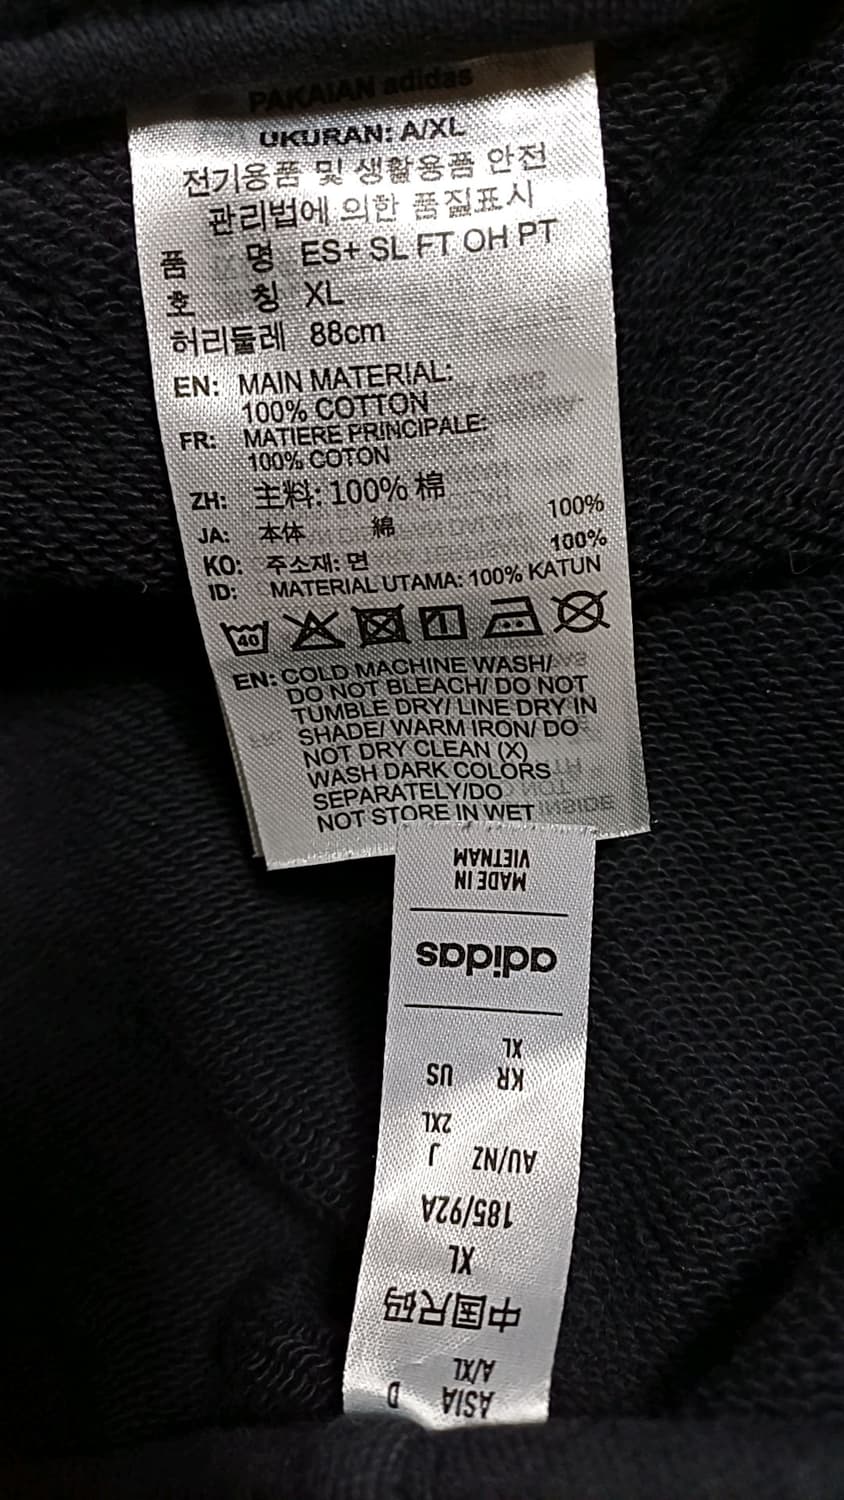 PAKAIAN adidas
UKURAN: A/XL
전기용품 및 생활용품 안전
관리법에 의한 품질표시
품 명 ES+ SL FT OH PT
호 칭 XL
허리둘레 88cm
EN: MAIN MATERIAL:
100% COTTON
FR: MATIERE PRINCIPALE:
100% COTON
ZH: 主料: 100% 棉
JA: 本体 綿 100%
KO: 주소재: 면 100%
ID: MATERIAL UTAMA: 100% KATUN
40
EN: COLD MACHINE WASH/
DO NOT BLEACH/ DO NOT
TUMBLE DRY/ LINE DRY IN
SHADE/ WARM IRON/ DO
NOT DRY CLEAN (X)
WASH DARK COLORS
SEPARATELY/DO
NOT STORE IN WET
ASIA D
A/XL
中国尺码
XL
185/92A
AU/NZ J
2XL
KR US
XL
adidas
MADE IN
VIETNAM